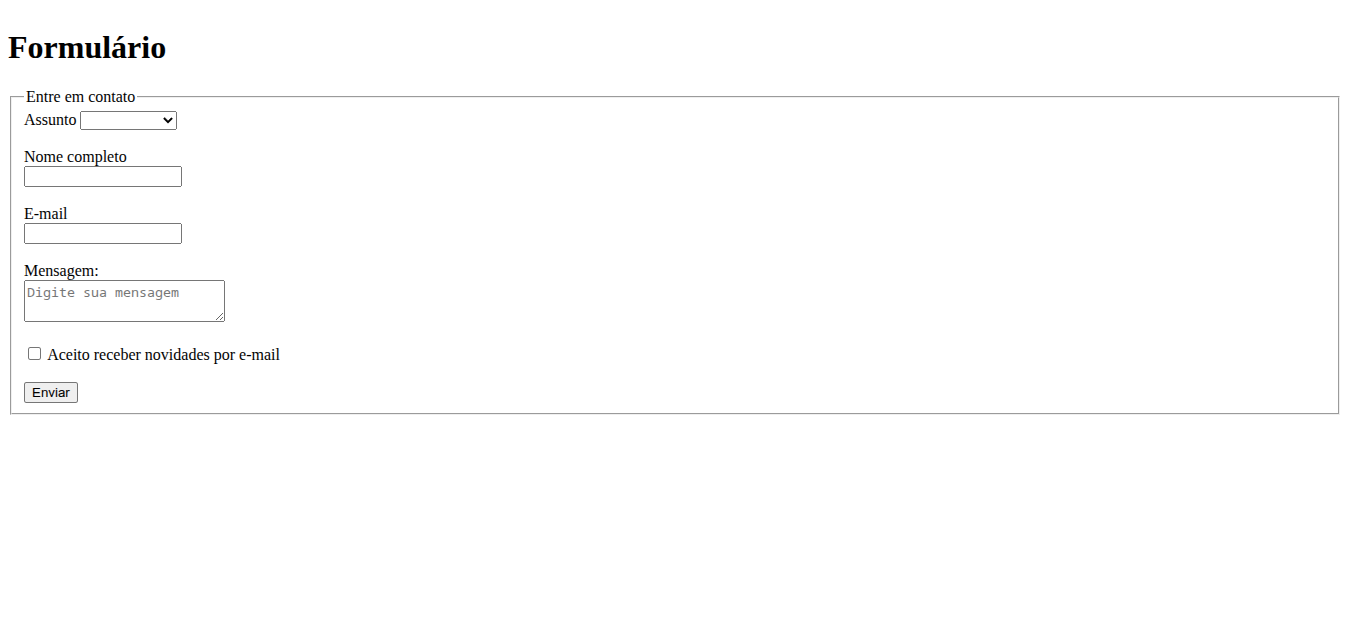 Formulário
Entre em contato
Assunto
Nome completo
E-mail
Mensagem:
Digite sua mensagem
Aceito receber novidades por e-mail
Enviar